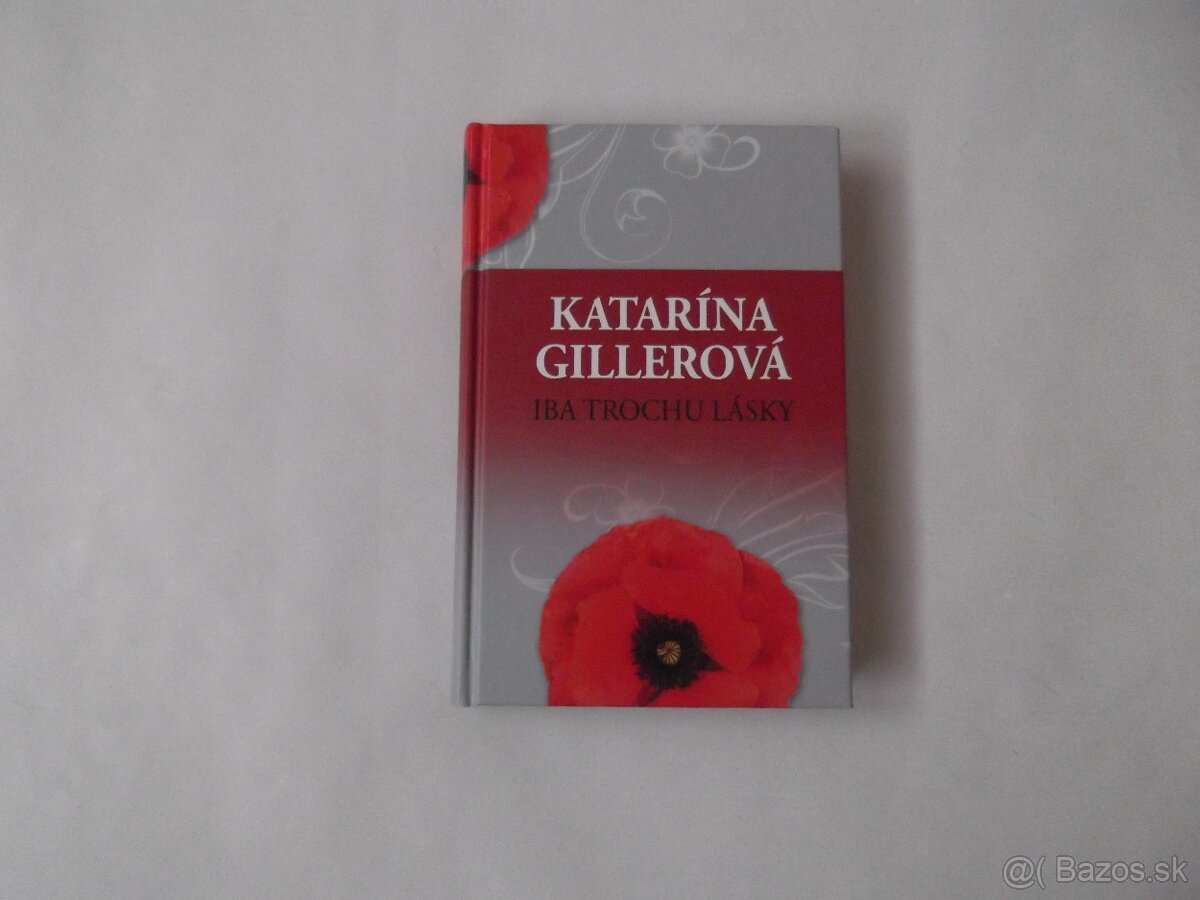 KATARÍNA
GILLEROVÁ
IBA TROCHU LÁSKY
@( Bazos.sk